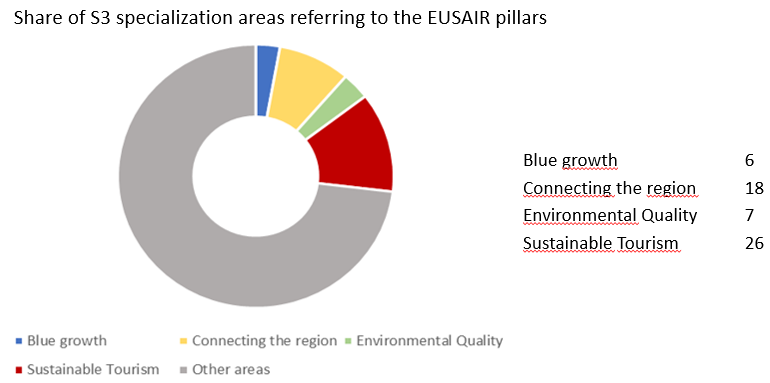 Share of S3 specialization areas referring to the EUSAIR pillars
Blue growth 6
Connecting the region 18
Environmental Quality 7
Sustainable Tourism 26
Blue growth Connecting the region Environmental Quality
Sustainable Tourism Other areas